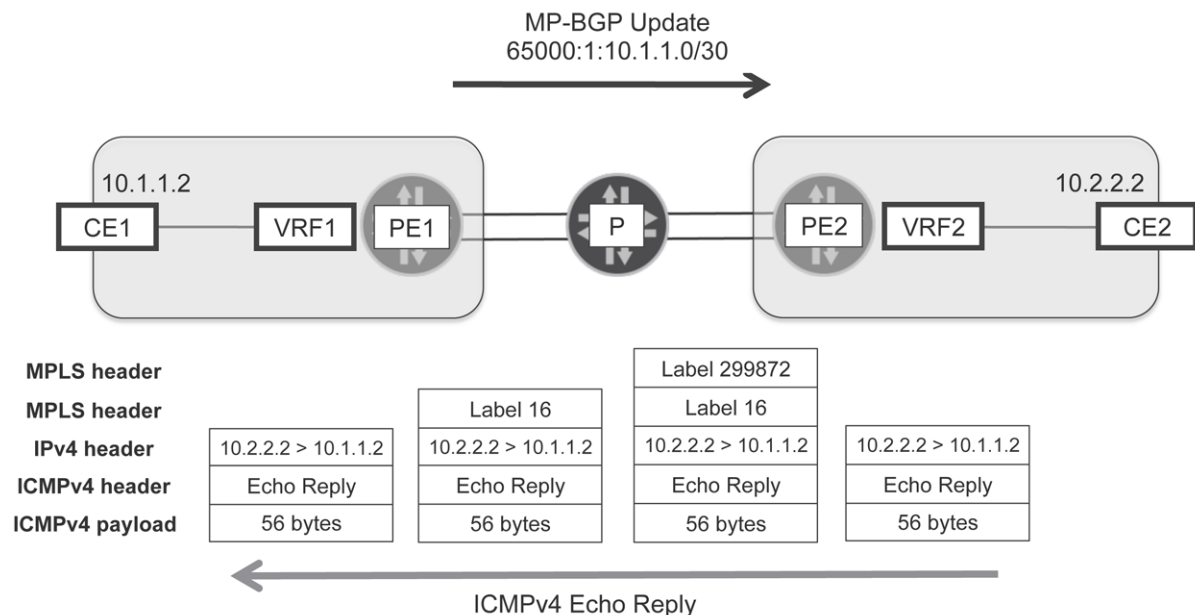 MP-BGP Update
65000:1:10.1.1.0/30
10.1.1.2
10.2.2.2
CE1
VRF1
PE1
P
PE2
VRF2
CE2
MPLS header
Label 299872
MPLS header
Label 16
Label 16
IPv4 header
10.2.2.2 > 10.1.1.2
10.2.2.2 > 10.1.1.2
10.2.2.2 > 10.1.1.2
10.2.2.2 > 10.1.1.2
ICMPv4 header
Echo Reply
Echo Reply
Echo Reply
Echo Reply
ICMPv4 payload
56 bytes
56 bytes
56 bytes
56 bytes
ICMPv4 Echo Reply